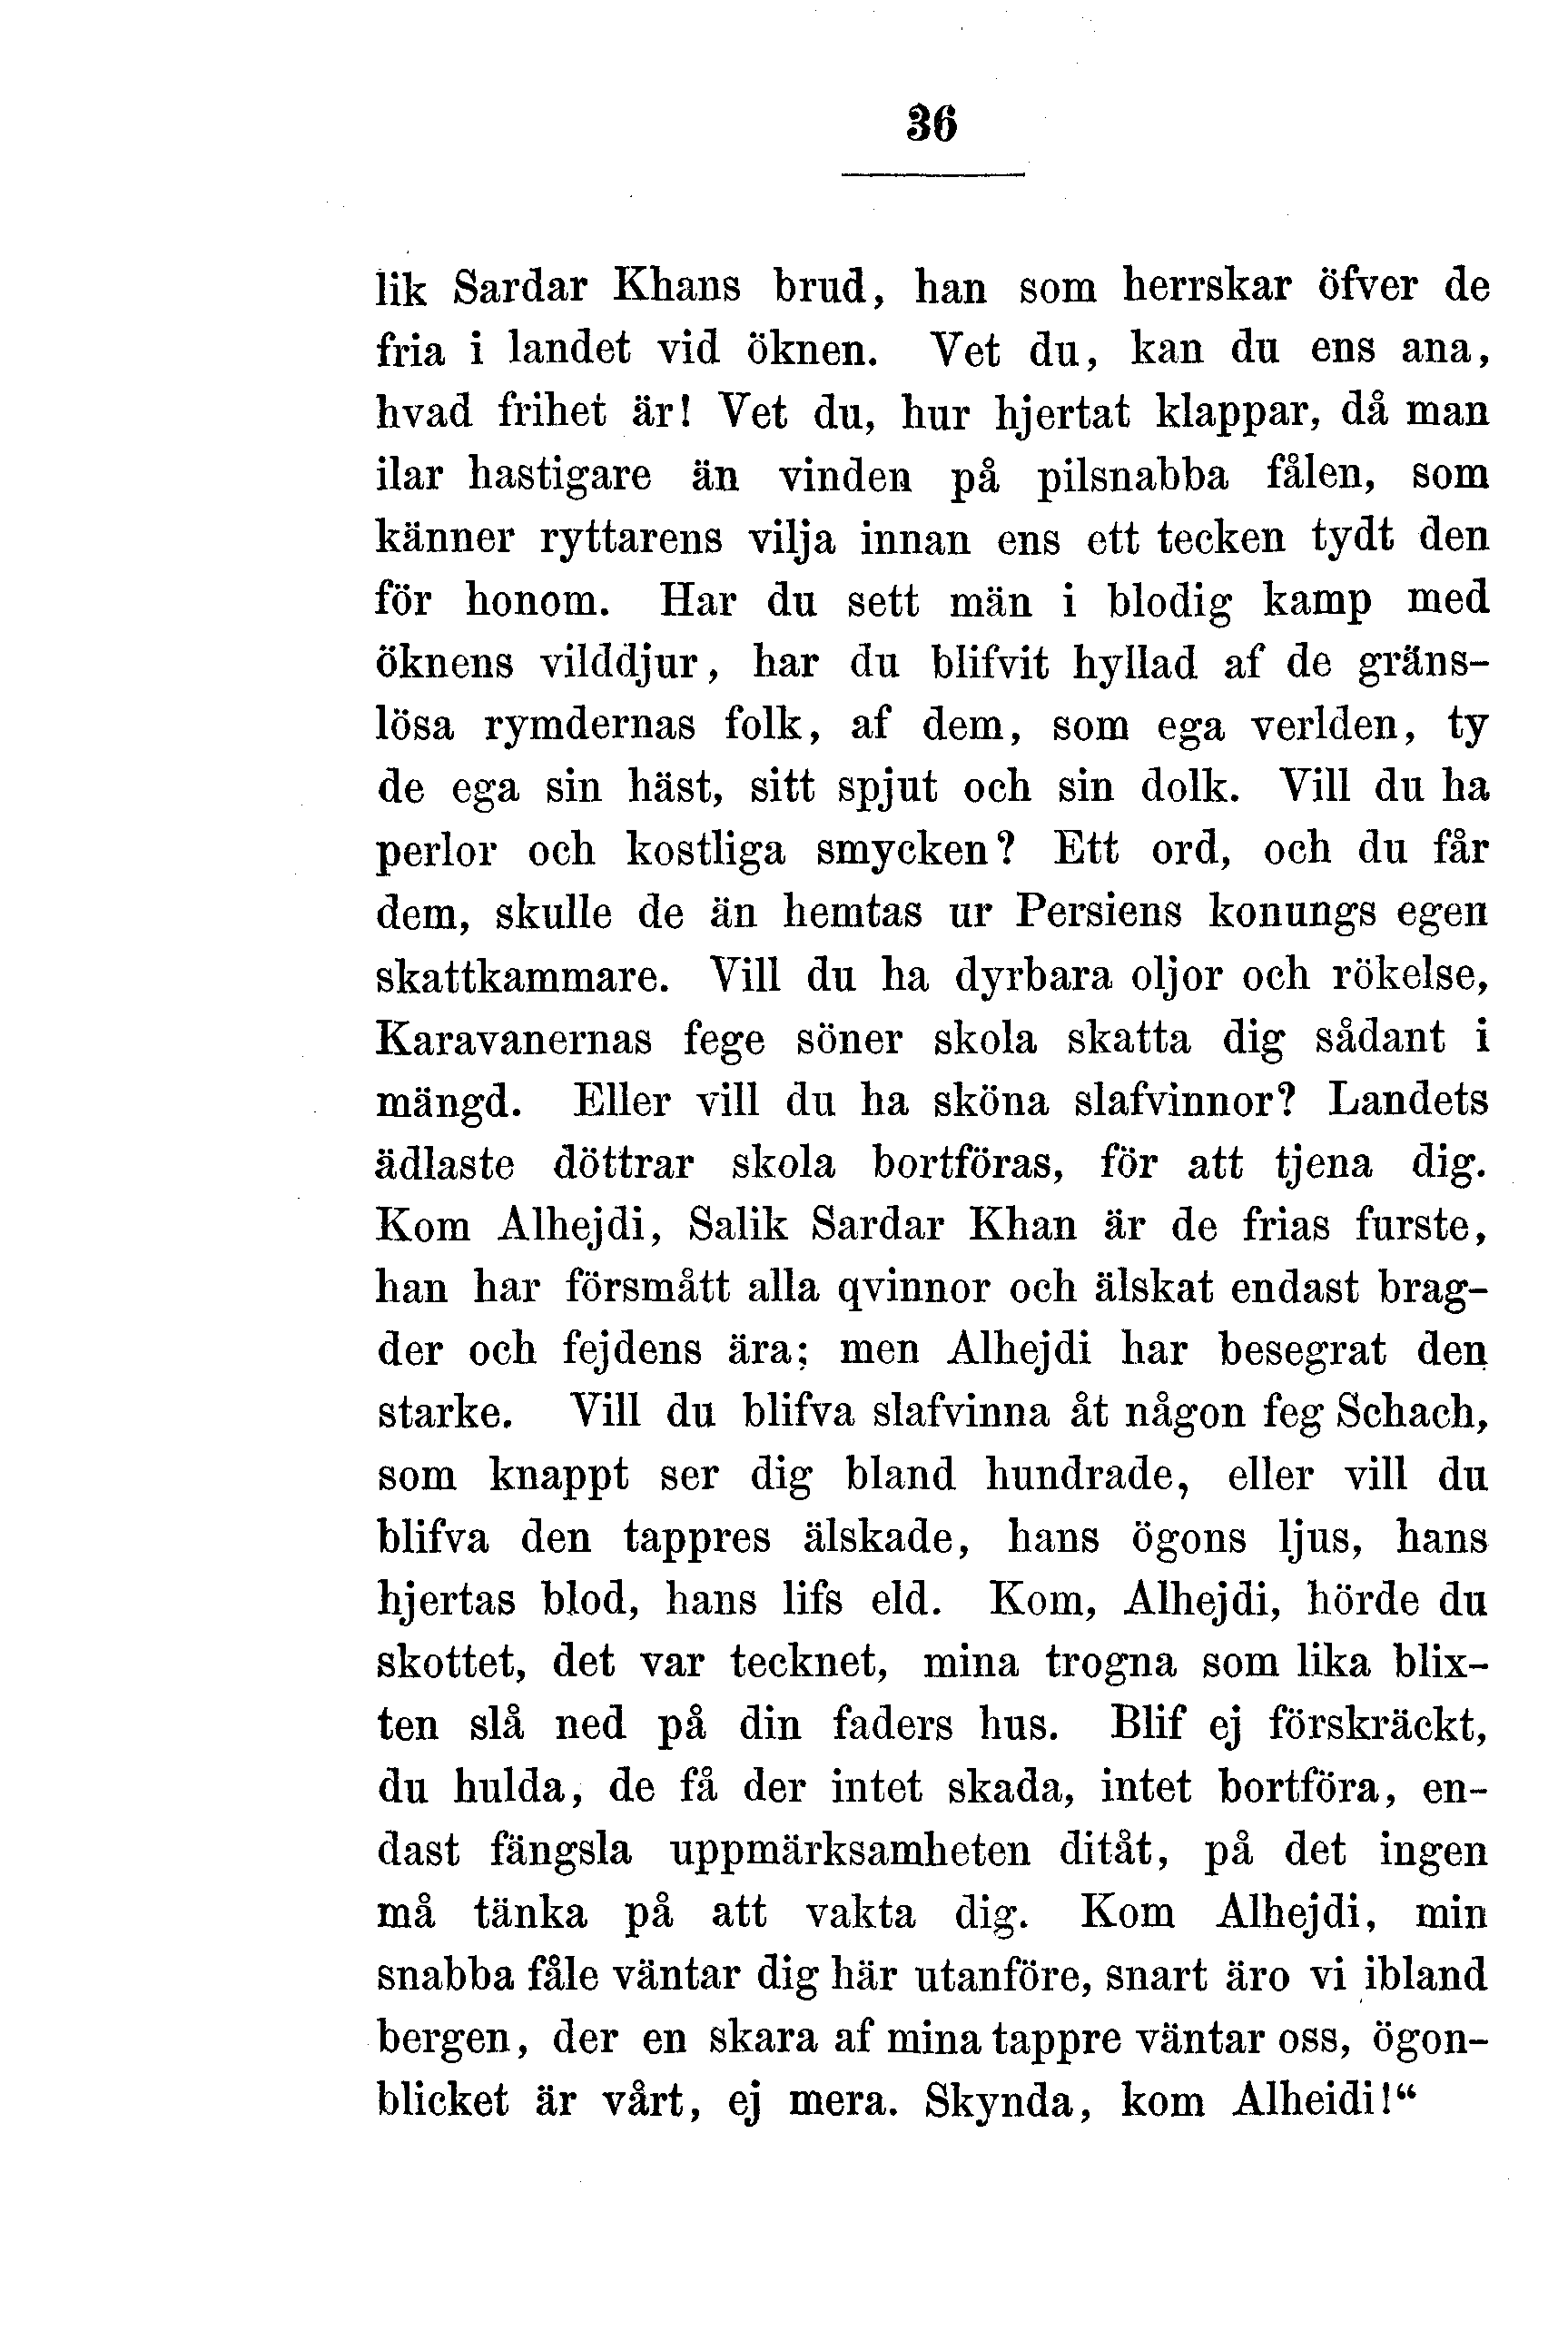 36
lik Sardar Khans brud, han som herrskar öfver de
fria i landet vid öknen. Vet du, kan du ens ana,
hvad frihet är! Vet du, hur hjertat klappar, då man
ilar hastigare än vinden på pilsnabba fålen, som
känner ryttarens vilja innan ens ett tecken tydt den
för honom. Har du sett män i blodig kamp med
öknens vilddjur, har du blifvit hyllad af de gräns-
lösa rymdernas folk, af dem, som ega verlden, ty
de ega sin häst, sitt spjut och sin dolk. Vill du ha
perlor och kostliga smycken? Ett ord, och du får
dem, skulle de än hemtas ur Persiens konungs egen
skattkammare. Vill du ha dyrbara oljor och rökelse,
Karavanernas fege söner skola skatta dig sådant i
mängd. Eller vill du ha sköna slafvinnor? Landets
ädlaste döttrar skola bortföras, för att tjena dig.
Kom Alhejdi, Salik Sardar Khan är de frias furste,
han har försmått alla qvinnor och älskat endast brag-
der och fejdens ära; men Alhejdi har besegrat den
starke. Vill du blifva slafvinna åt någon feg Schach,
som knappt ser dig bland hundrade, eller vill du
blifva den tappres älskade, hans ögons ljus, hans
hjertas blod, hans lifs eld. Kom, Alhejdi, hörde du
skottet, det var tecknet, mina trogna som lika blix-
ten slå ned på din faders hus. Blif ej förskräckt,
du hulda, de få der intet skada, intet bortföra, en-
dast fängsla uppmärksamheten ditåt, på det ingen
må tänka på att vakta dig. Kom Alhejdi, min
snabba fåle väntar dig här utanföre, snart äro vi ibland
bergen, der en skara af mina tappre väntar oss, ögon-
blicket är vårt, ej mera. Skynda, kom Alheidi!“